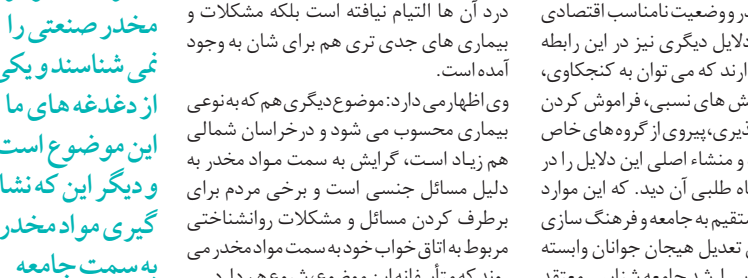 در و وضعیت نامناسب اقتصادی
دلایل دیگری نیز در این رابطه
ارند که می توان به کنجکاوی،
ش های نسبی، فراموش کردن
ذیری، پیروی از گروه های خاص
و منشاء اصلی این دلایل را در
اه طلبی آن دید. که این موارد
ستقیم به جامعه و فرهنگ سازی
تعدیل هیجان جوانان وابسته
درد آن ها التیام نیافته است بلکه مشکلات و
بیماری های جدی تری هم برای شان به وجود
آمده است.
وی اظهار می دارد: موضوع دیگری هم که به نوعی
بیماری محسوب می شود و در خراسان شمالی
هم زیـاد اسـت، گرایش به سمت مـواد مخدر به
دلیل مسائل جنسی است و برخی مردم برای
برطرف کردن مسائل و مشکلات روانشناختی
مربوط به اتاق خواب خود به سمت مواد مخدر می
مخدر صنعتی را
نمی شناسند و یکی
از دغدغه های ما
این موضوع است
و دیگر این که نشا
گیری مواد مخدر
به سمت جامعه